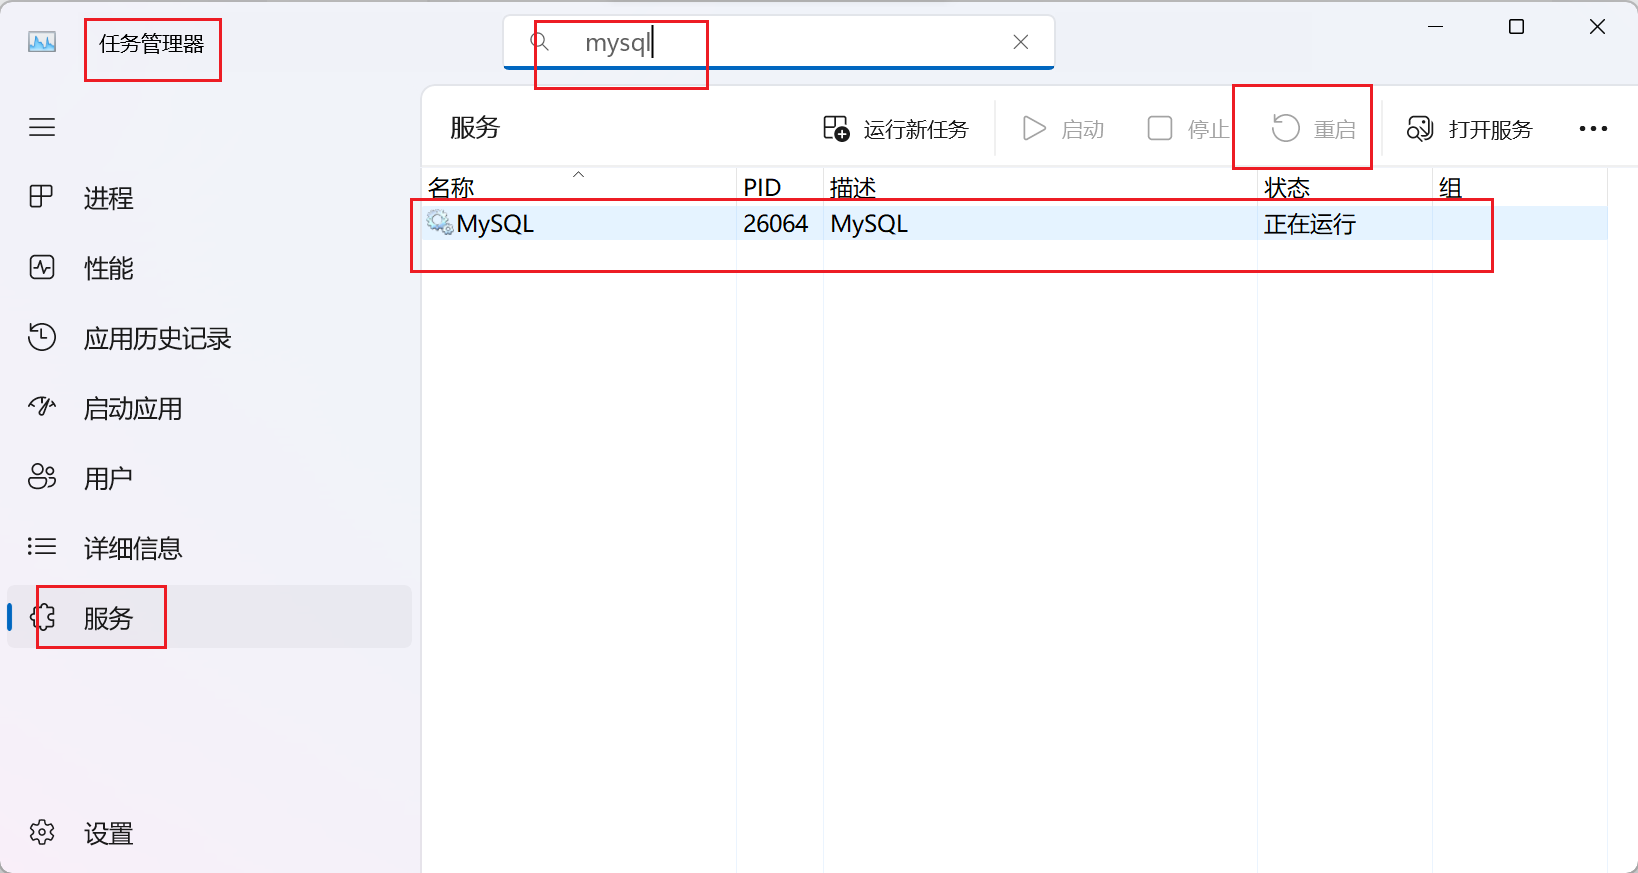 任务管理器
mysql
服务
运行新任务
启动
停止
重启
打开服务
名称 PID 描述 状态 组
MySQL 26064 MySQL 正在运行
进程
性能
应用历史记录
启动应用
用户
详细信息
服务
设置